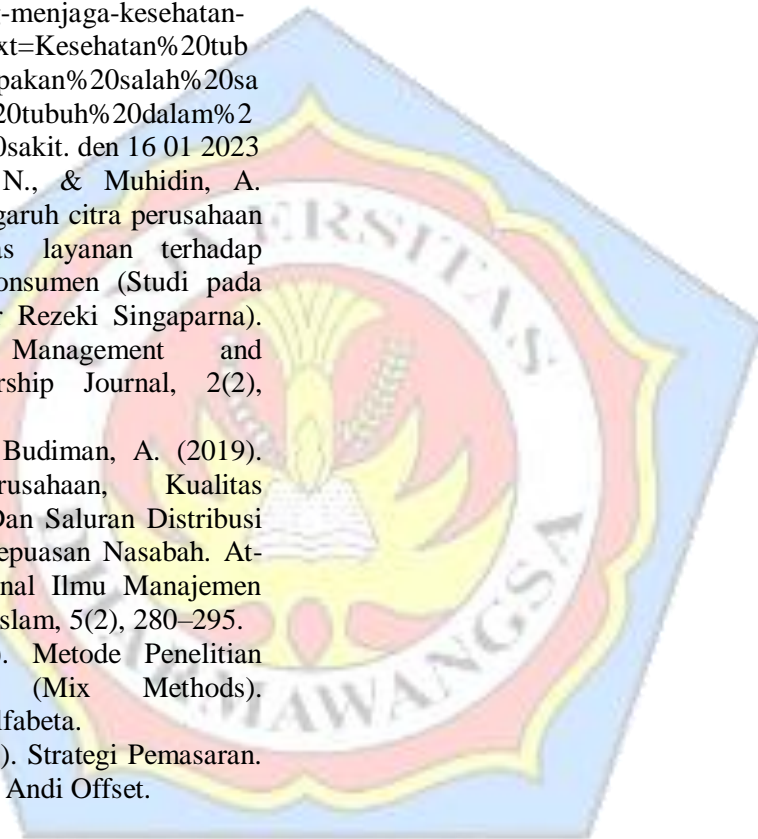 -menjaga-kesehatan-
xt=Kesehatan%20tub
pakan%20salah%20sa
20tubuh%20dalam%2
0sakit. den 16 01 2023
N., & Muhidin, A.
garuh citra perusahaan
as layanan terhadap
onsumen (Studi pada
r Rezeki Singaparna).
Management and
rship Journal, 2(2),
Budiman, A. (2019).
rusahaan, Kualitas
Dan Saluran Distribusi
epuasan Nasabah. At-
nal Ilmu Manajemen
slam, 5(2), 280–295.
). Metode Penelitian
(Mix Methods).
lfabeta.
). Strategi Pemasaran.
Andi Offset.
ERSITAS
MAWANGSA